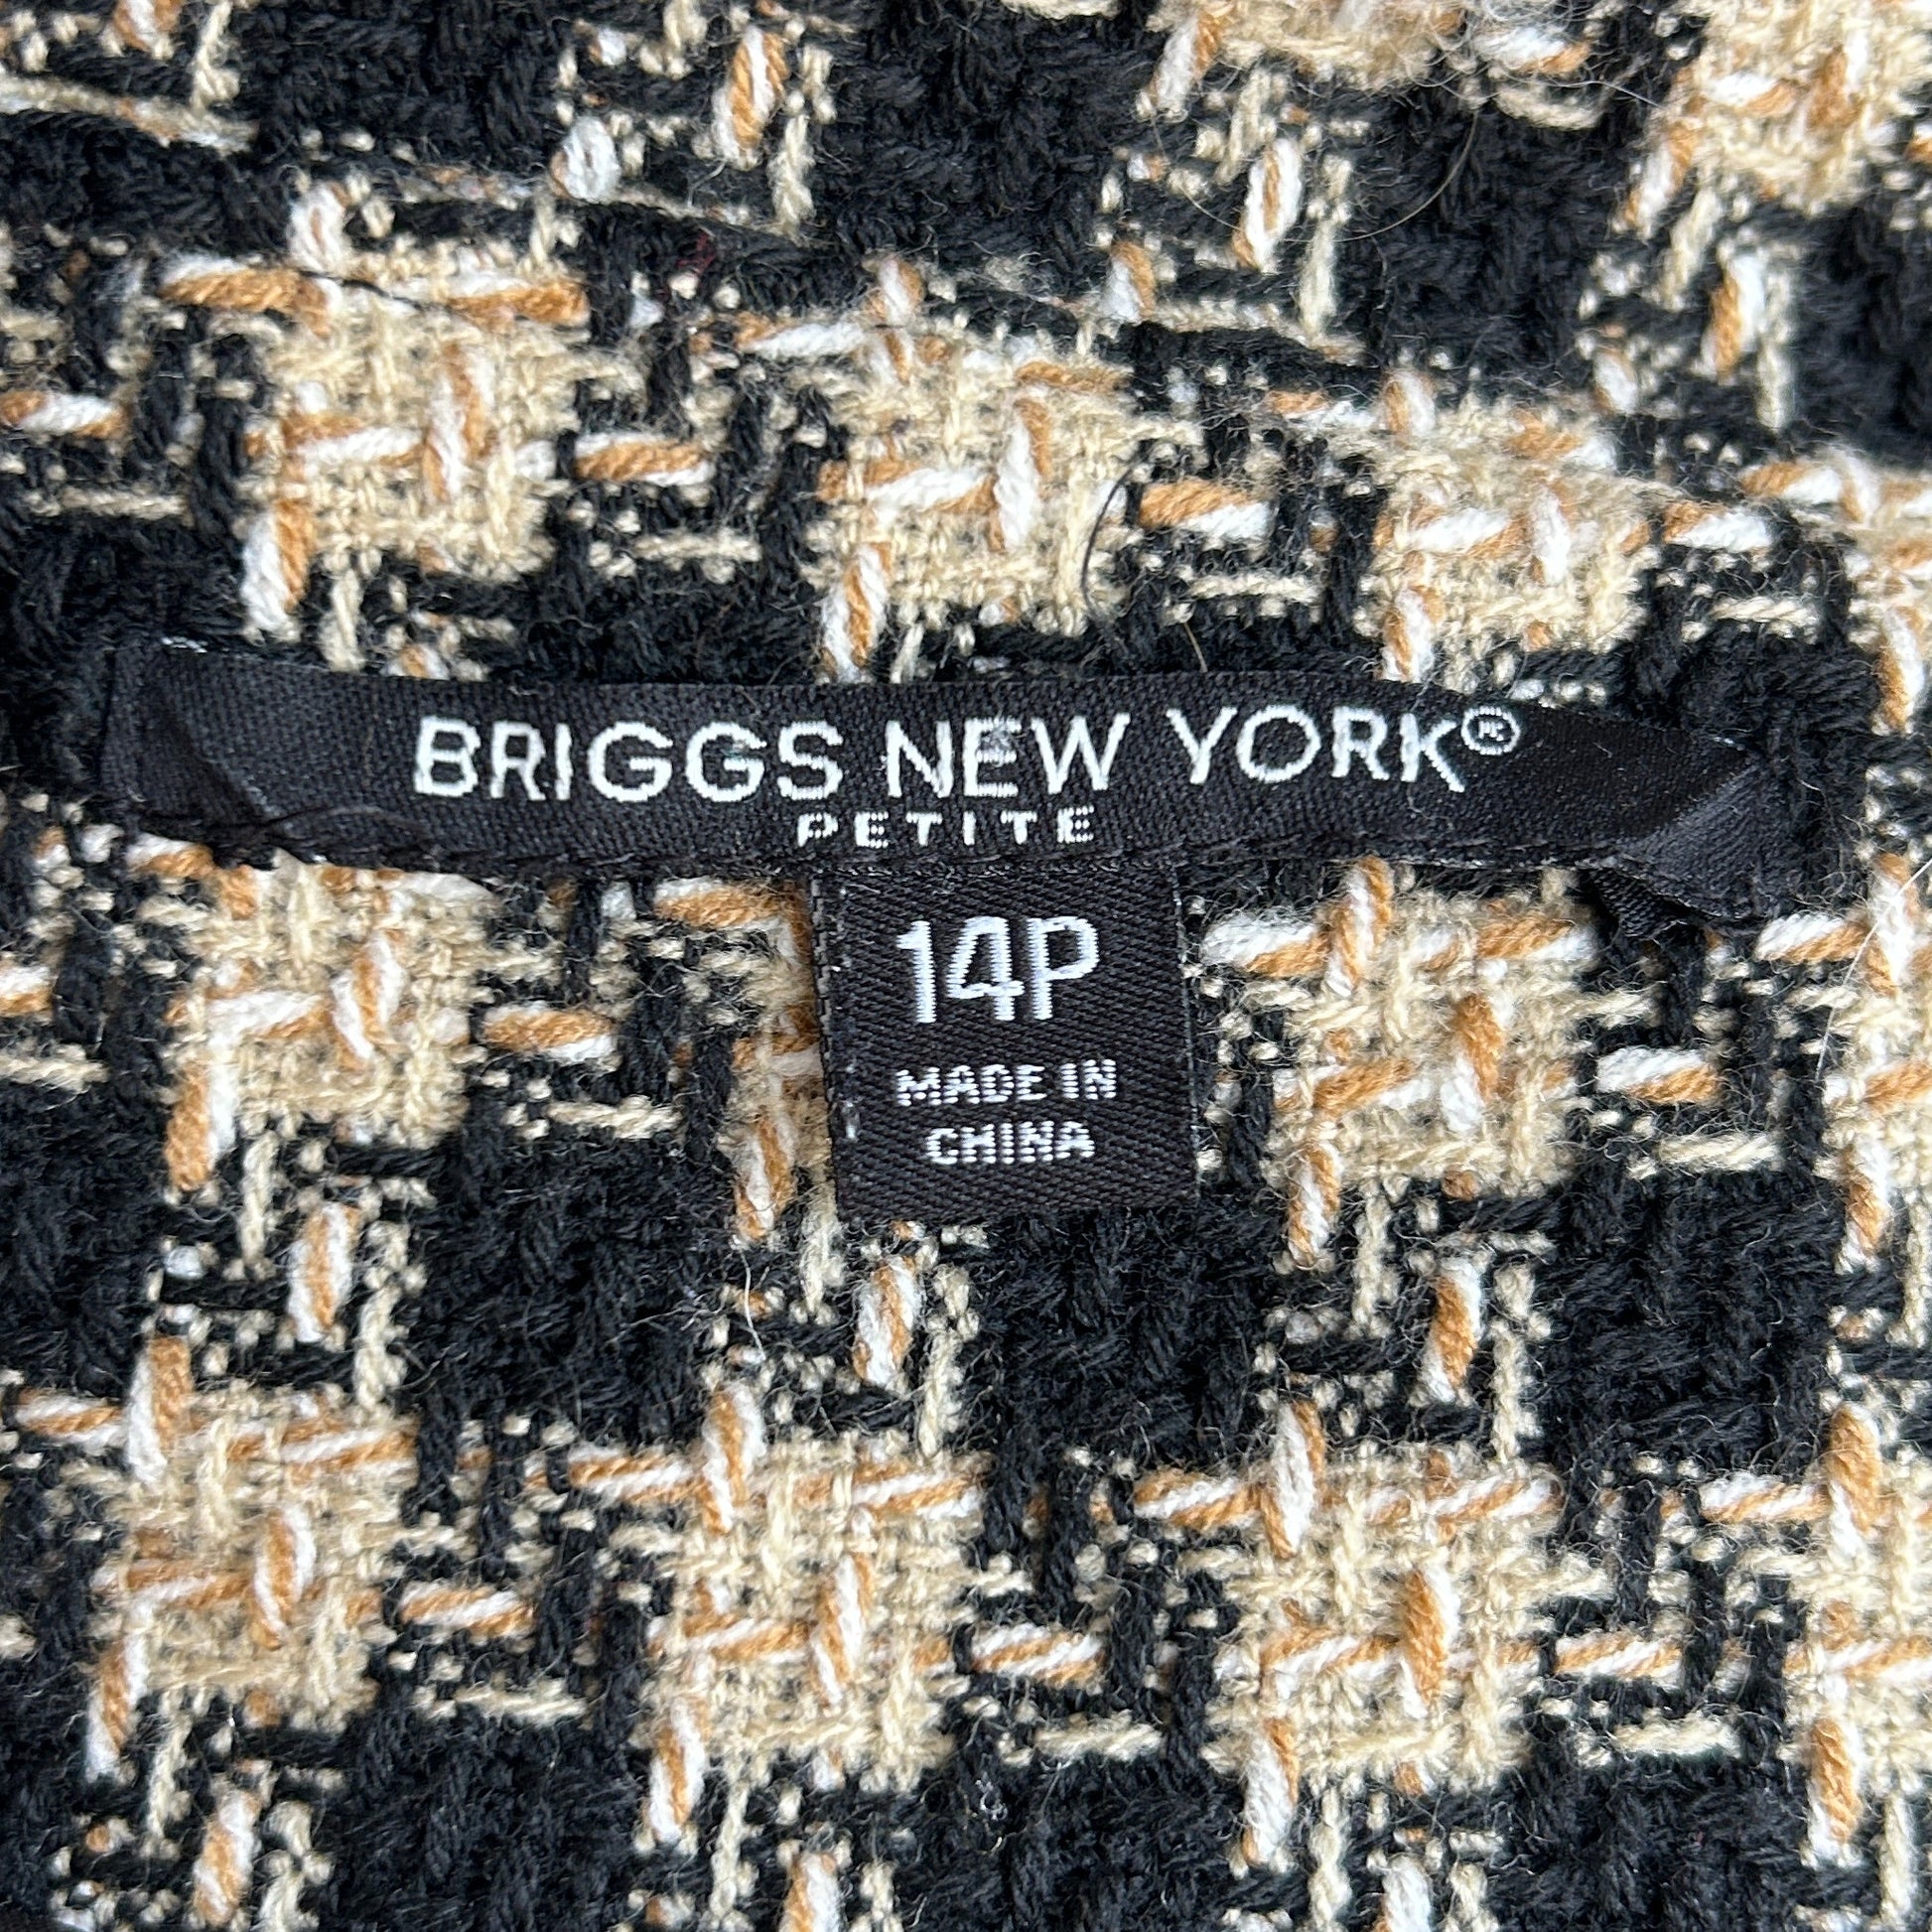 BRIGGS NEW YORK®
PETITE
14P
MADE IN
CHINA